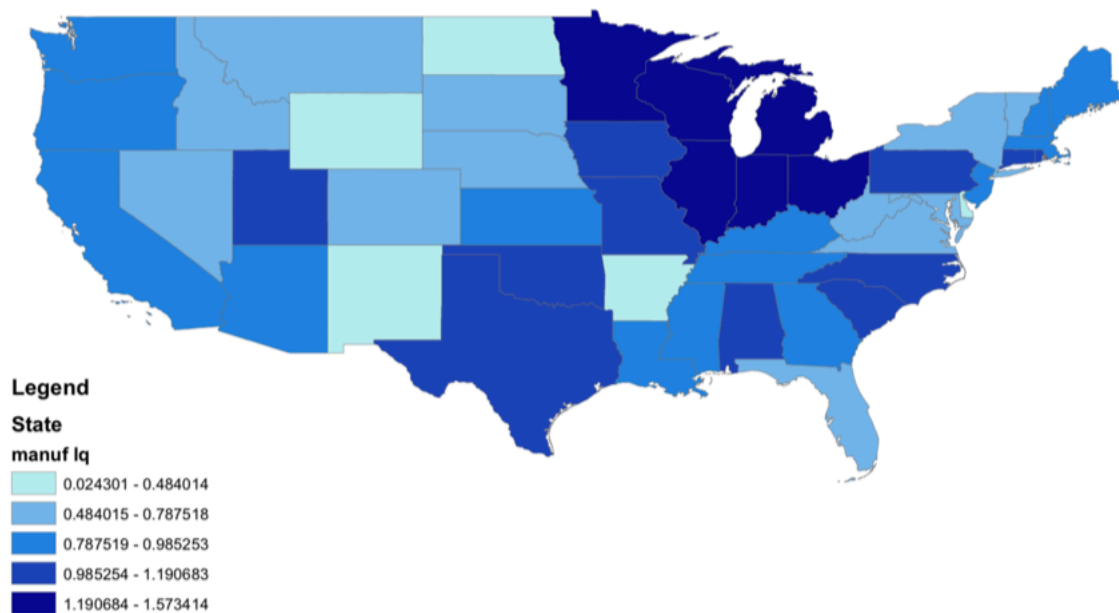 Legend
State
manuf lq
0.024301 - 0.484014
0.484015 - 0.787518
0.787519 - 0.985253
0.985254 - 1.190683
1.190684 - 1.573414